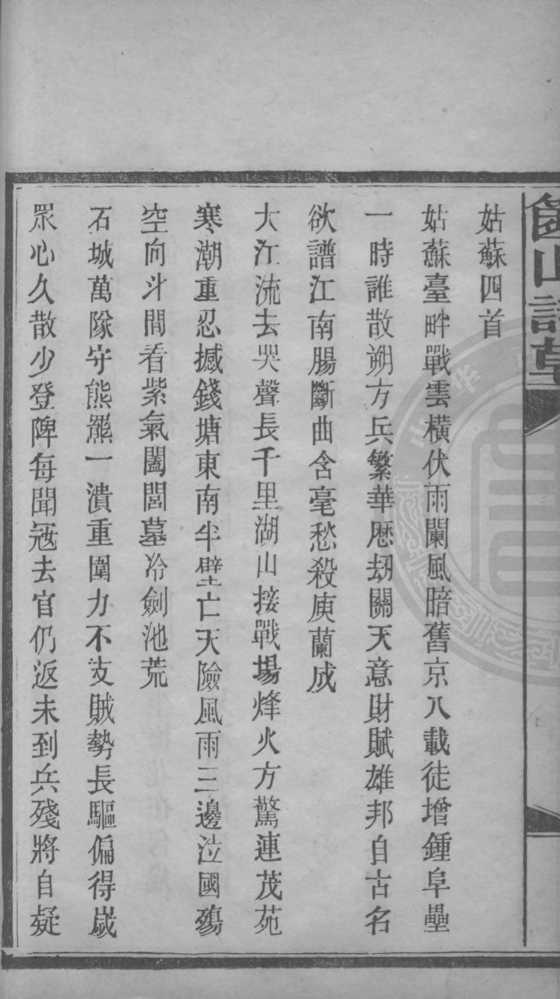 姑蘇四首
姑蘇臺畔戰雲橫伏雨闌風暗舊京八載徒增鍾阜壘
一時誰散朔方兵繁華歷劫關天意財賦雄邦自古名
欲譜江南腸斷曲含毫愁殺庾蘭成
大江流去哭聲長千里湖山接戰場烽火方驚連茂苑
寒潮重忍撼錢塘東南半壁亡天險風雨三邊泣國殤
空向斗間看紫氣闔閭墓冷劍池荒
石城萬隊守熊羆一潰重圍力不支賊勢長驅偏得歲
眾心久散少登陴每聞冦去官仍返未到兵殘將自疑